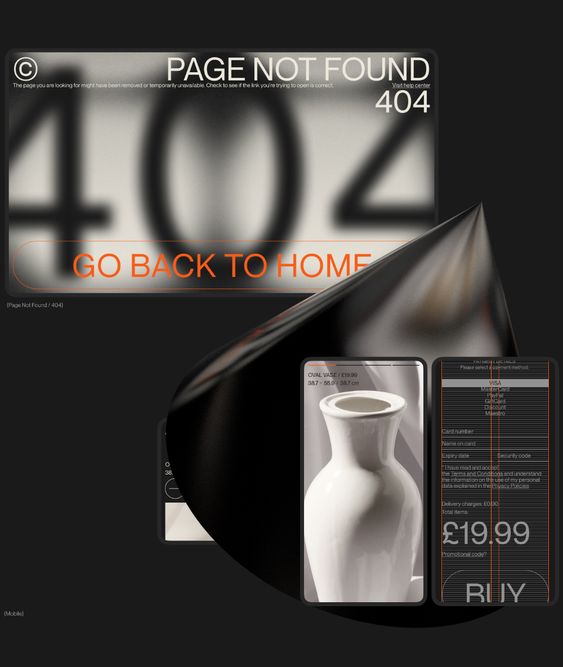 ©
PAGE NOT FOUND
The page you are looking for might have been removed or temporarily unavailable. Check to see if the link you're trying to open is correct.
Visit help center
404
404
GO BACK TO HOME
(Page Not Found / 404)
OVAL VASE / £19.99
38.7 - 55.9 - 38.7 cm
Please select a payment method.
VISA
MasterCard
PayPal
GiftCard
Discount
Maestro
Card number
Name on card
Expiry date
Security code
* I have read and accept
the Terms and Conditions and understand
the information on the use of my personal
data explained in the Privacy Policies
Delivery charges: £0.00
Total items:
£19.99
Promotional code?
BUY
(Mobile)